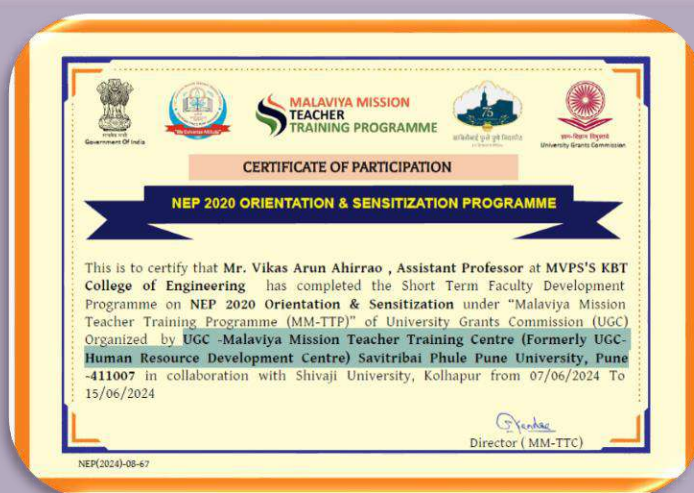 Government Of India
MALAVIYA MISSION
TEACHER
TRAINING PROGRAMME
75
सावित्रीबाई फुले पुणे विद्यापीठ
ज्ञान-विज्ञान विमुक्तये
University Grants Commission
CERTIFICATE OF PARTICIPATION
NEP 2020 ORIENTATION & SENSITIZATION PROGRAMME
This is to certify that Mr. Vikas Arun Ahirrao , Assistant Professor at MVPS'S KBT
College of Engineering has completed the Short Term Faculty Development
Programme on NEP 2020 Orientation & Sensitization under "Malaviya Mission
Teacher Training Programme (MM-TTP)" of University Grants Commission (UGC)
Organized by UGC -Malaviya Mission Teacher Training Centre (Formerly UGC-
Human Resource Development Centre) Savitribai Phule Pune University, Pune
-411007 in collaboration with Shivaji University, Kolhapur from 07/06/2024 To
15/06/2024
Director ( MM-TTC)
NEP(2024)-08-67